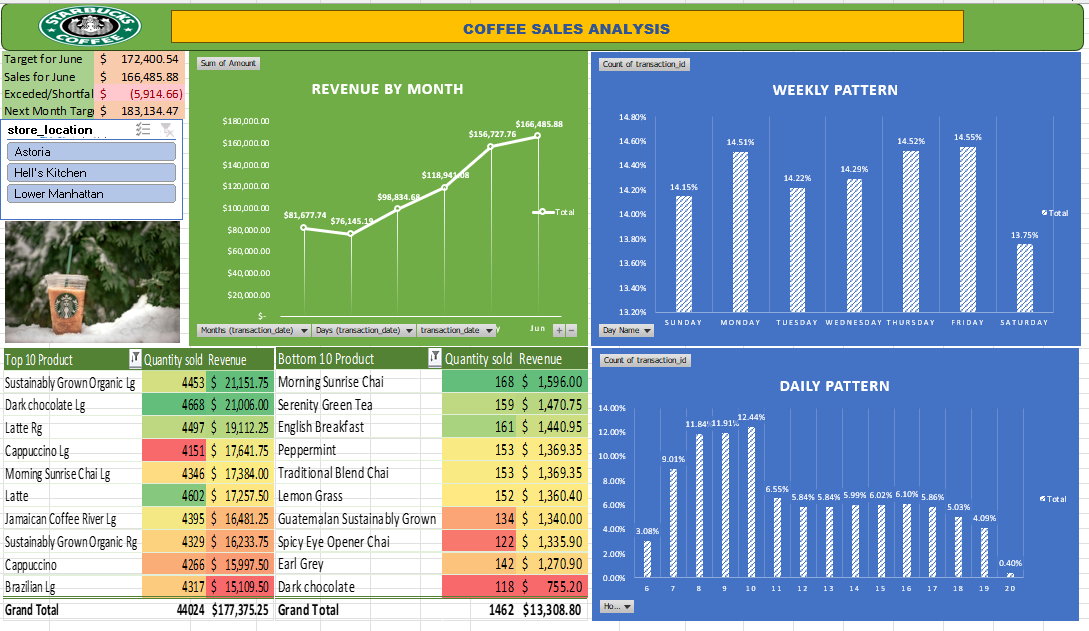 STARBUCKS
COFFEE
COFFEE SALES ANALYSIS
Target for June $ 172,400.54
Sales for June $ 166,485.88
Exceded/Shortfal $ (5,914.66)
Next Month Targ $ 183,134.47
store_location
Astoria
Hell's Kitchen
Lower Manhattan
Sum of Amount
REVENUE BY MONTH
$180,000.00
$160,000.00
$140,000.00
$120,000.00
$100,000.00
$80,000.00
$60,000.00
$40,000.00
$20,000.00
$-
$81,677.74
$76,145.19
$98,834.68
$118,941.08
$156,727.76
$166,485.88
Total
Jun
Months (transaction_date)
Days (transaction_date)
transaction_date
y
+ −
Count of transaction_id
WEEKLY PATTERN
14.80%
14.60%
14.40%
14.20%
14.00%
13.80%
13.60%
13.40%
13.20%
14.15%
14.51%
14.22%
14.29%
14.52%
14.55%
13.75%
SUNDAY MONDAY TUESDAY WEDNESDAY THURSDAY FRIDAY SATURDAY
Total
Day Name
Top 10 Product Quantity sold Revenue
Sustainably Grown Organic Lg 4453 $ 21,151.75
Dark chocolate Lg 4668 $ 21,006.00
Latte Rg 4497 $ 19,112.25
Cappuccino Lg 4151 $ 17,641.75
Morning Sunrise Chai Lg 4346 $ 17,384.00
Latte 4602 $ 17,257.50
Jamaican Coffee River Lg 4395 $ 16,481.25
Sustainably Grown Organic Rg 4329 $ 16,233.75
Cappuccino 4266 $ 15,997.50
Brazilian Lg 4317 $ 15,109.50
Grand Total 44024 $177,375.25
Bottom 10 Product Quantity sold Revenue
Morning Sunrise Chai 168 $ 1,596.00
Serenity Green Tea 159 $ 1,470.75
English Breakfast 161 $ 1,440.95
Peppermint 153 $ 1,369.35
Traditional Blend Chai 153 $ 1,369.35
Lemon Grass 152 $ 1,360.40
Guatemalan Sustainably Grown 134 $ 1,340.00
Spicy Eye Opener Chai 122 $ 1,335.90
Earl Grey 142 $ 1,270.90
Dark chocolate 118 $ 755.20
Grand Total 1462 $13,308.80
Count of transaction_id
DAILY PATTERN
14.00%
12.00%
10.00%
8.00%
6.00%
4.00%
2.00%
0.00%
3.08%
9.01%
11.84%
11.91%
12.44%
6.55%
5.84%
5.84%
5.99%
6.02%
6.10%
5.86%
5.03%
4.09%
0.40%
6 7 8 9 10 11 12 13 14 15 16 17 18 19 20
Total
Ho...